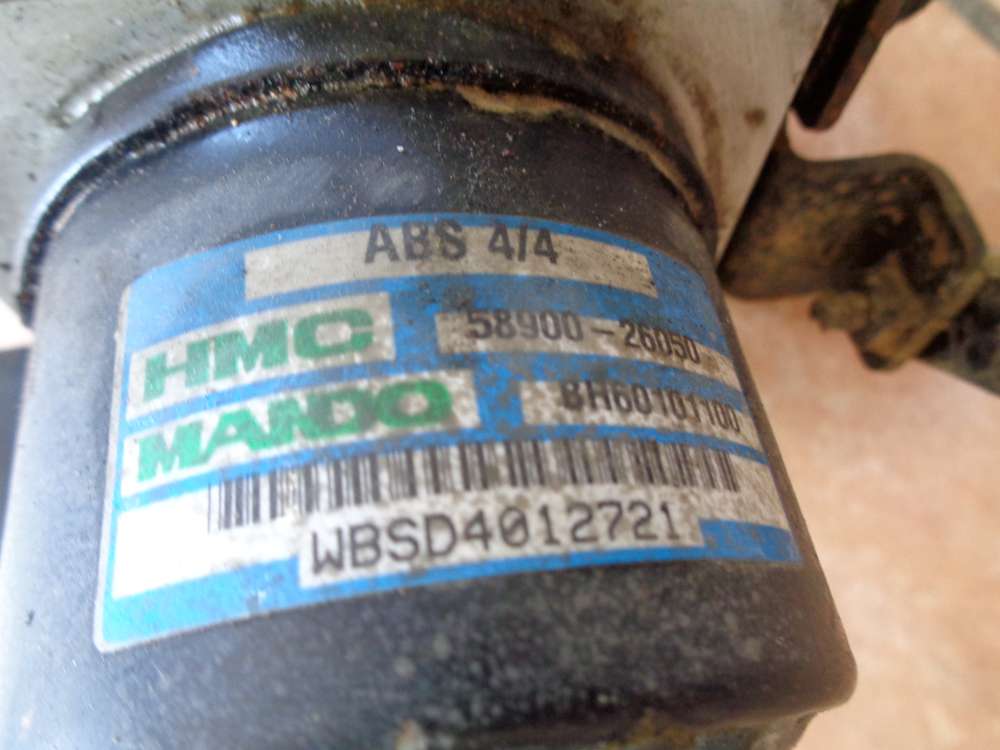 ABS 4/4
HMC 58900-26050
MANDO BH60101100
WBSD4012721